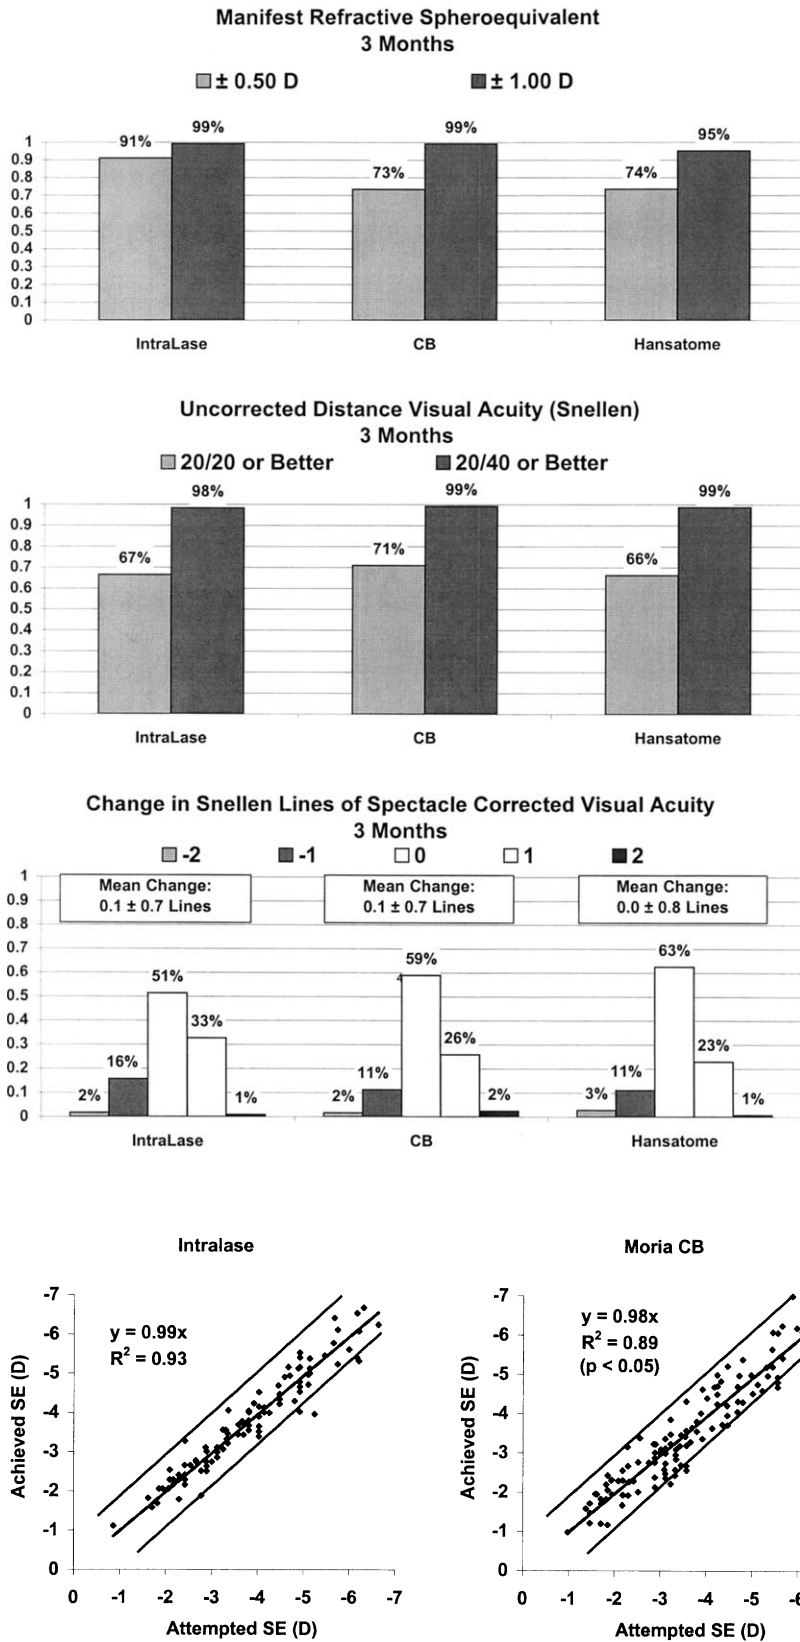 Manifest Refractive Spheroequivalent
3 Months
± 0.50 D ± 1.00 D
1
0.9
0.8
0.7
0.6
0.5
0.4
0.3
0.2
0.1
0
91% 99% 73% 99% 74% 95%
IntraLase CB Hansatome
Uncorrected Distance Visual Acuity (Snellen)
3 Months
20/20 or Better 20/40 or Better
1
0.9
0.8
0.7
0.6
0.5
0.4
0.3
0.2
0.1
0
67% 98% 71% 99% 66% 99%
IntraLase CB Hansatome
Change in Snellen Lines of Spectacle Corrected Visual Acuity
3 Months
-2 -1 0 1 2
1
0.9
0.8
0.7
0.6
0.5
0.4
0.3
0.2
0.1
0
Mean Change:
0.1 ± 0.7 Lines
Mean Change:
0.1 ± 0.7 Lines
Mean Change:
0.0 ± 0.8 Lines
2% 16% 51% 33% 1%
2% 11% 59% 26% 2%
3% 11% 63% 23% 1%
IntraLase CB Hansatome
Intralase
Achieved SE (D)
-7
-6
-5
-4
-3
-2
-1
0
y = 0.99x
R² = 0.93
0 -1 -2 -3 -4 -5 -6 -7
Attempted SE (D)
Moria CB
Achieved SE (D)
-7
-6
-5
-4
-3
-2
-1
0
y = 0.98x
R² = 0.89
(p < 0.05)
0 -1 -2 -3 -4 -5 -6
Attempted SE (D)